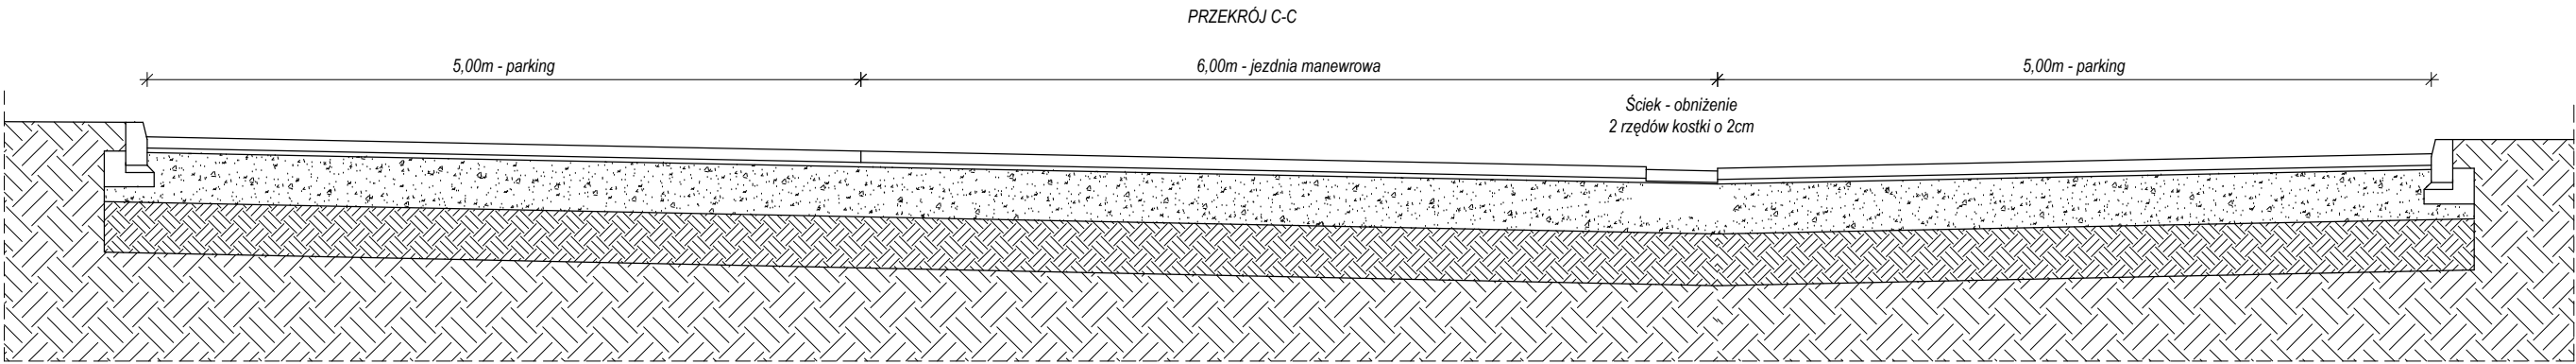 PRZEKRÓJ C-C
5,00m - parking
6,00m - jezdnia manewrowa
5,00m - parking
Ściek - obniżenie
2 rzędów kostki o 2cm